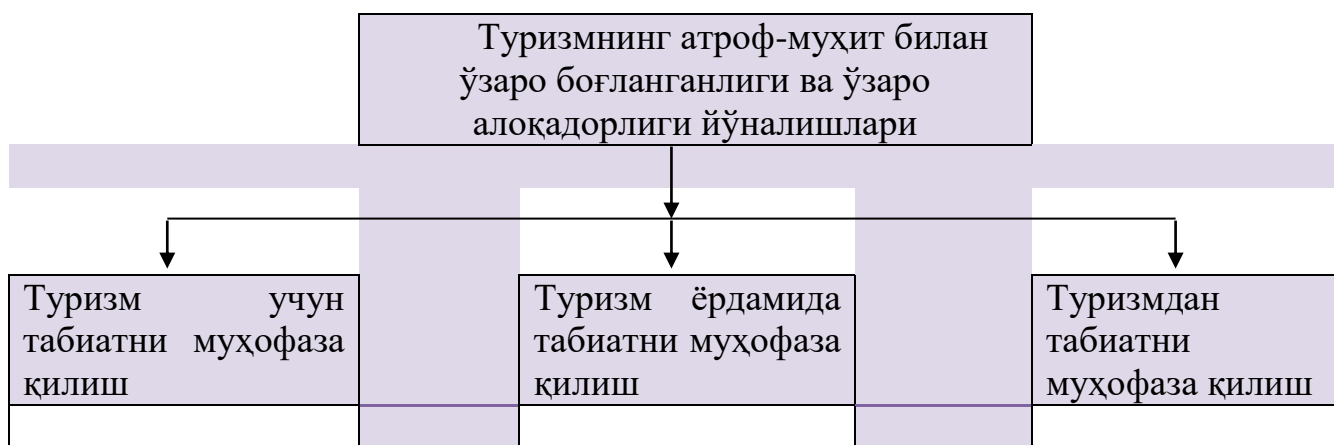 Туризмнинг атроф-муҳит билан
ўзаро боғланганлиги ва ўзаро
алоқадорлиги йўналишлари
Туризм учун
табиатни муҳофаза
қилиш
Туризм ёрдамида
табиатни муҳофаза
қилиш
Туризмдан
табиатни
муҳофаза қилиш